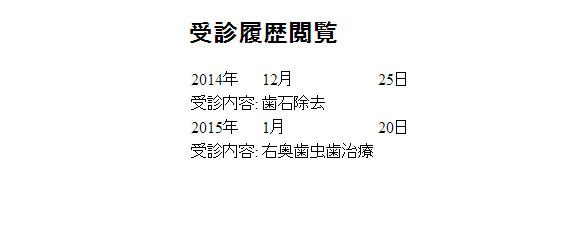 受診履歴閲覧
2014年 12月 25日
受診内容: 歯石除去
2015年 1月 20日
受診内容: 右奥歯虫歯治療